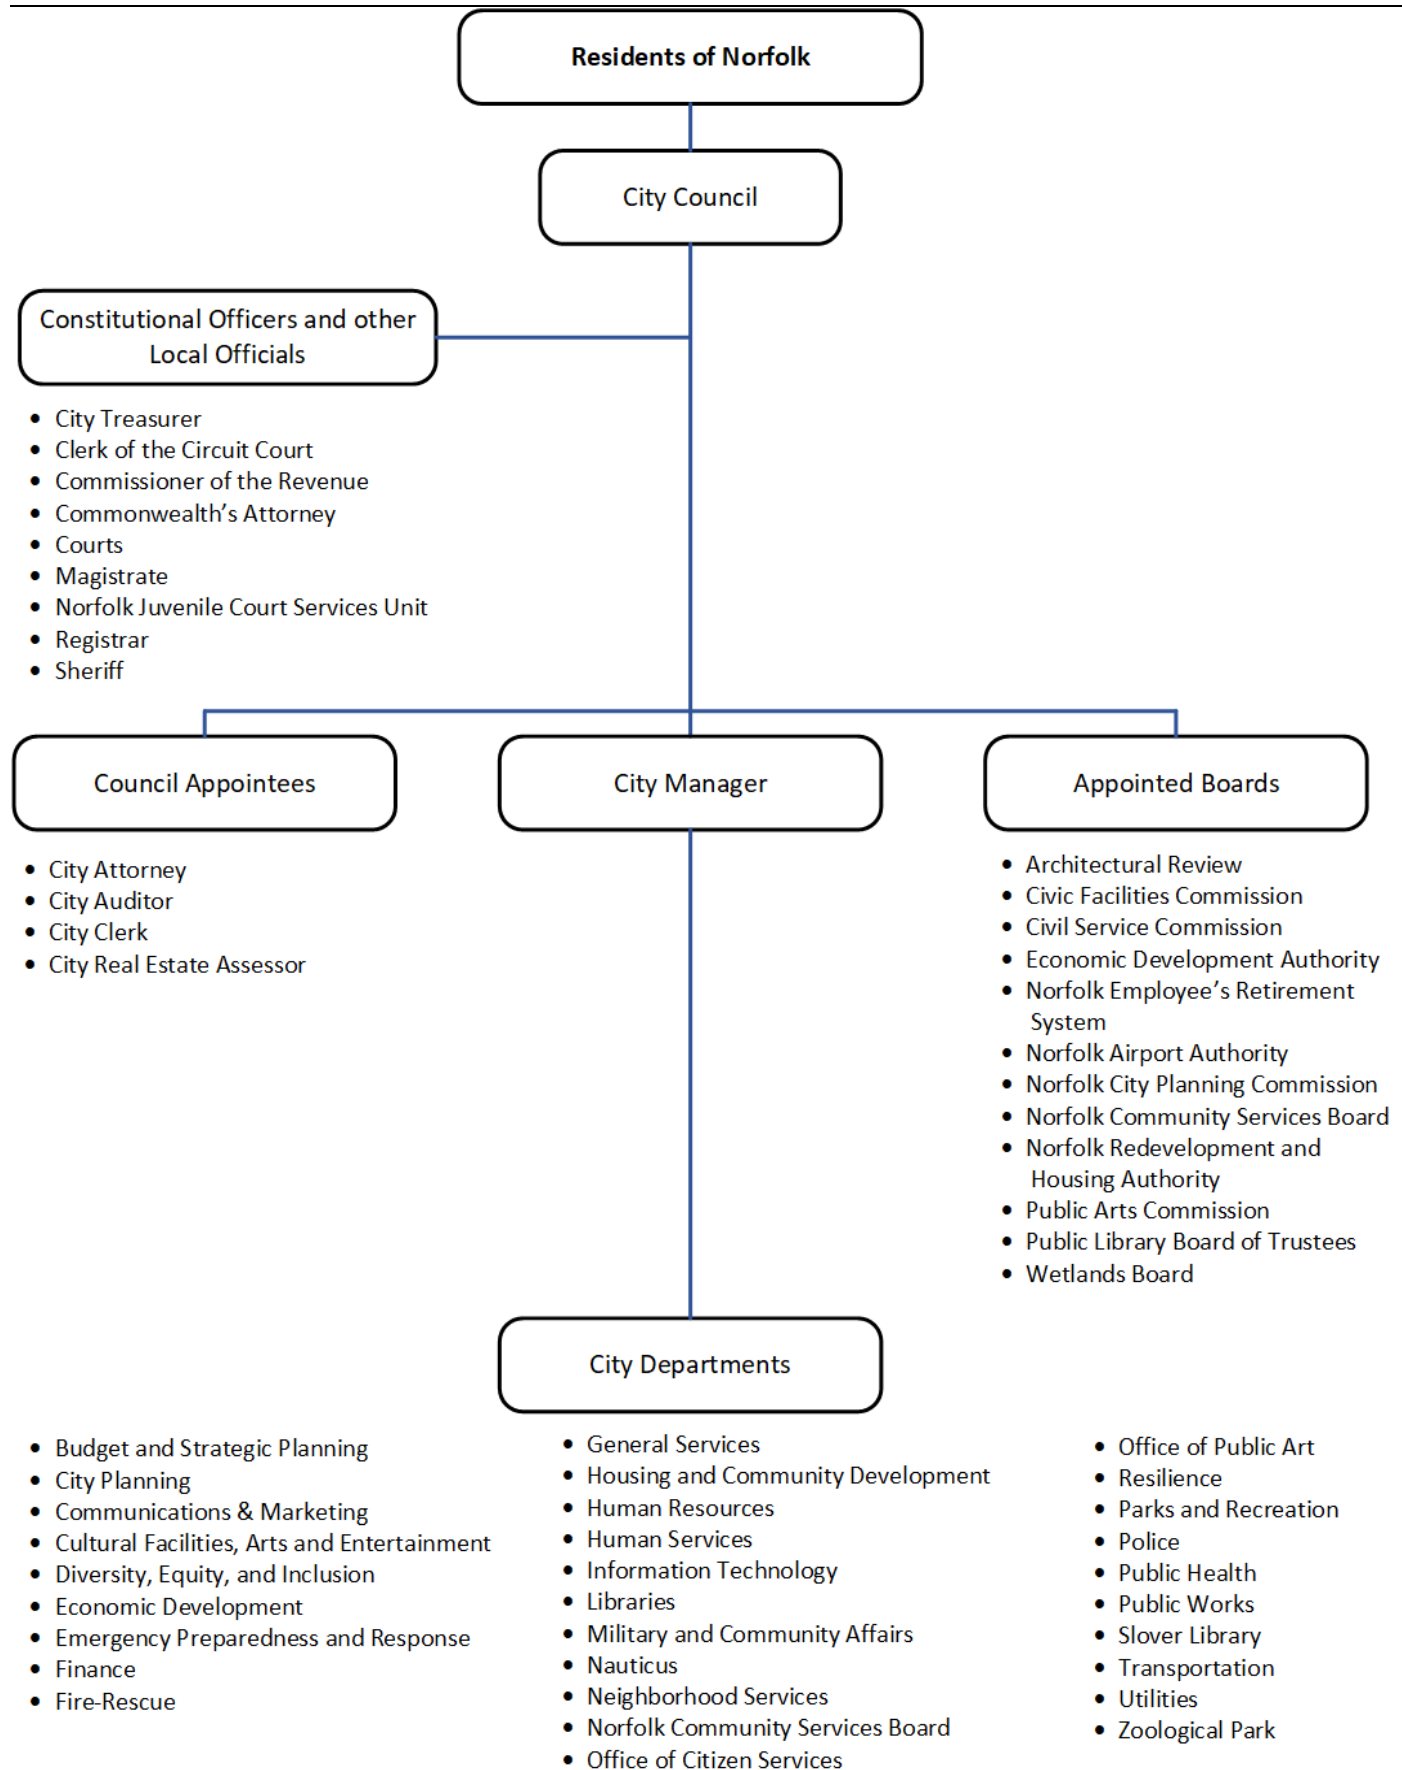 Residents of Norfolk
City Council
Constitutional Officers and other
Local Officials
• City Treasurer
• Clerk of the Circuit Court
• Commissioner of the Revenue
• Commonwealth’s Attorney
• Courts
• Magistrate
• Norfolk Juvenile Court Services Unit
• Registrar
• Sheriff
Council Appointees
• City Attorney
• City Auditor
• City Clerk
• City Real Estate Assessor
City Manager
Appointed Boards
• Architectural Review
• Civic Facilities Commission
• Civil Service Commission
• Economic Development Authority
• Norfolk Employee’s Retirement
System
• Norfolk Airport Authority
• Norfolk City Planning Commission
• Norfolk Community Services Board
• Norfolk Redevelopment and
Housing Authority
• Public Arts Commission
• Public Library Board of Trustees
• Wetlands Board
City Departments
• Budget and Strategic Planning
• City Planning
• Communications & Marketing
• Cultural Facilities, Arts and Entertainment
• Diversity, Equity, and Inclusion
• Economic Development
• Emergency Preparedness and Response
• Finance
• Fire-Rescue
• General Services
• Housing and Community Development
• Human Resources
• Human Services
• Information Technology
• Libraries
• Military and Community Affairs
• Nauticus
• Neighborhood Services
• Norfolk Community Services Board
• Office of Citizen Services
• Office of Public Art
• Resilience
• Parks and Recreation
• Police
• Public Health
• Public Works
• Slover Library
• Transportation
• Utilities
• Zoological Park